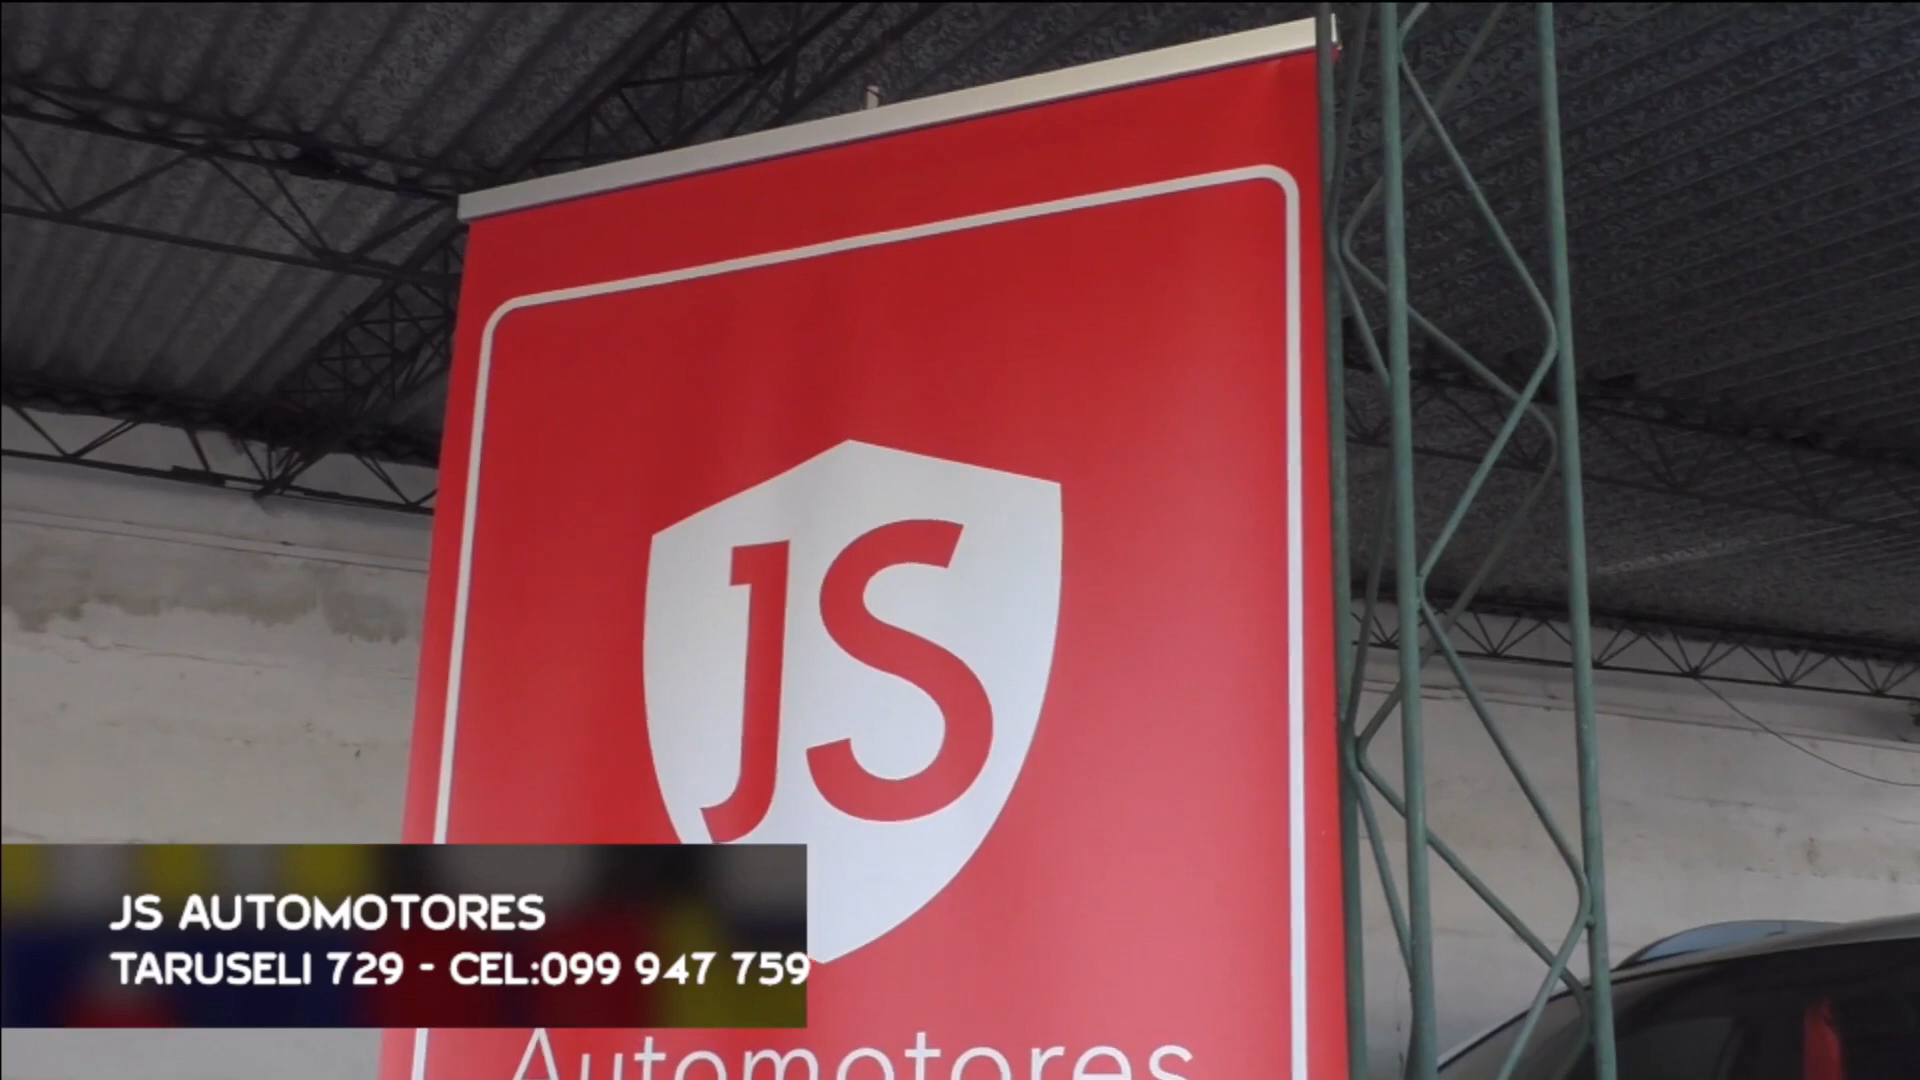 JS
JS AUTOMOTORES
TARUSELI 729 - CEL:099 947 759
Automotores